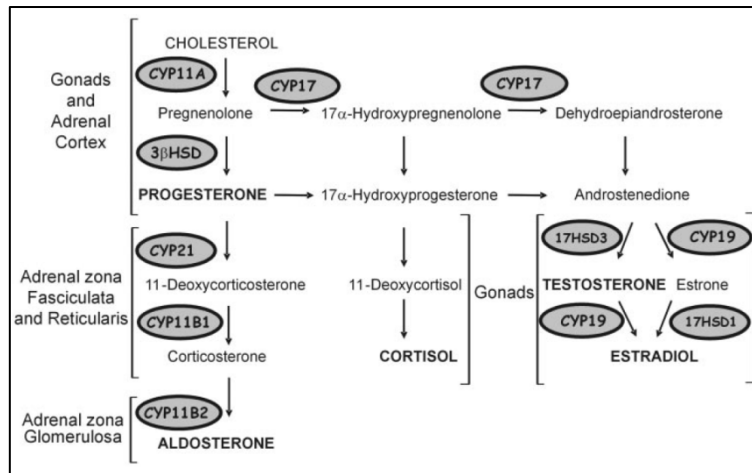 CHOLESTEROL
CYP11A
CYP17
CYP17
Gonads
and
Adrenal
Cortex
Pregnenolone
17α-Hydroxypregnenolone
Dehydroepiandrosterone
3βHSD
PROGESTERONE
17α-Hydroxyprogesterone
Androstenedione
CYP21
17HSD3
CYP19
Adrenal zona
Fasciculata
and Reticularis
11-Deoxycorticosterone
11-Deoxycortisol
Gonads
TESTOSTERONE
Estrone
CYP11B1
CYP19
17HSD1
Corticosterone
CORTISOL
ESTRADIOL
Adrenal zona
Glomerulosa
CYP11B2
ALDOSTERONE